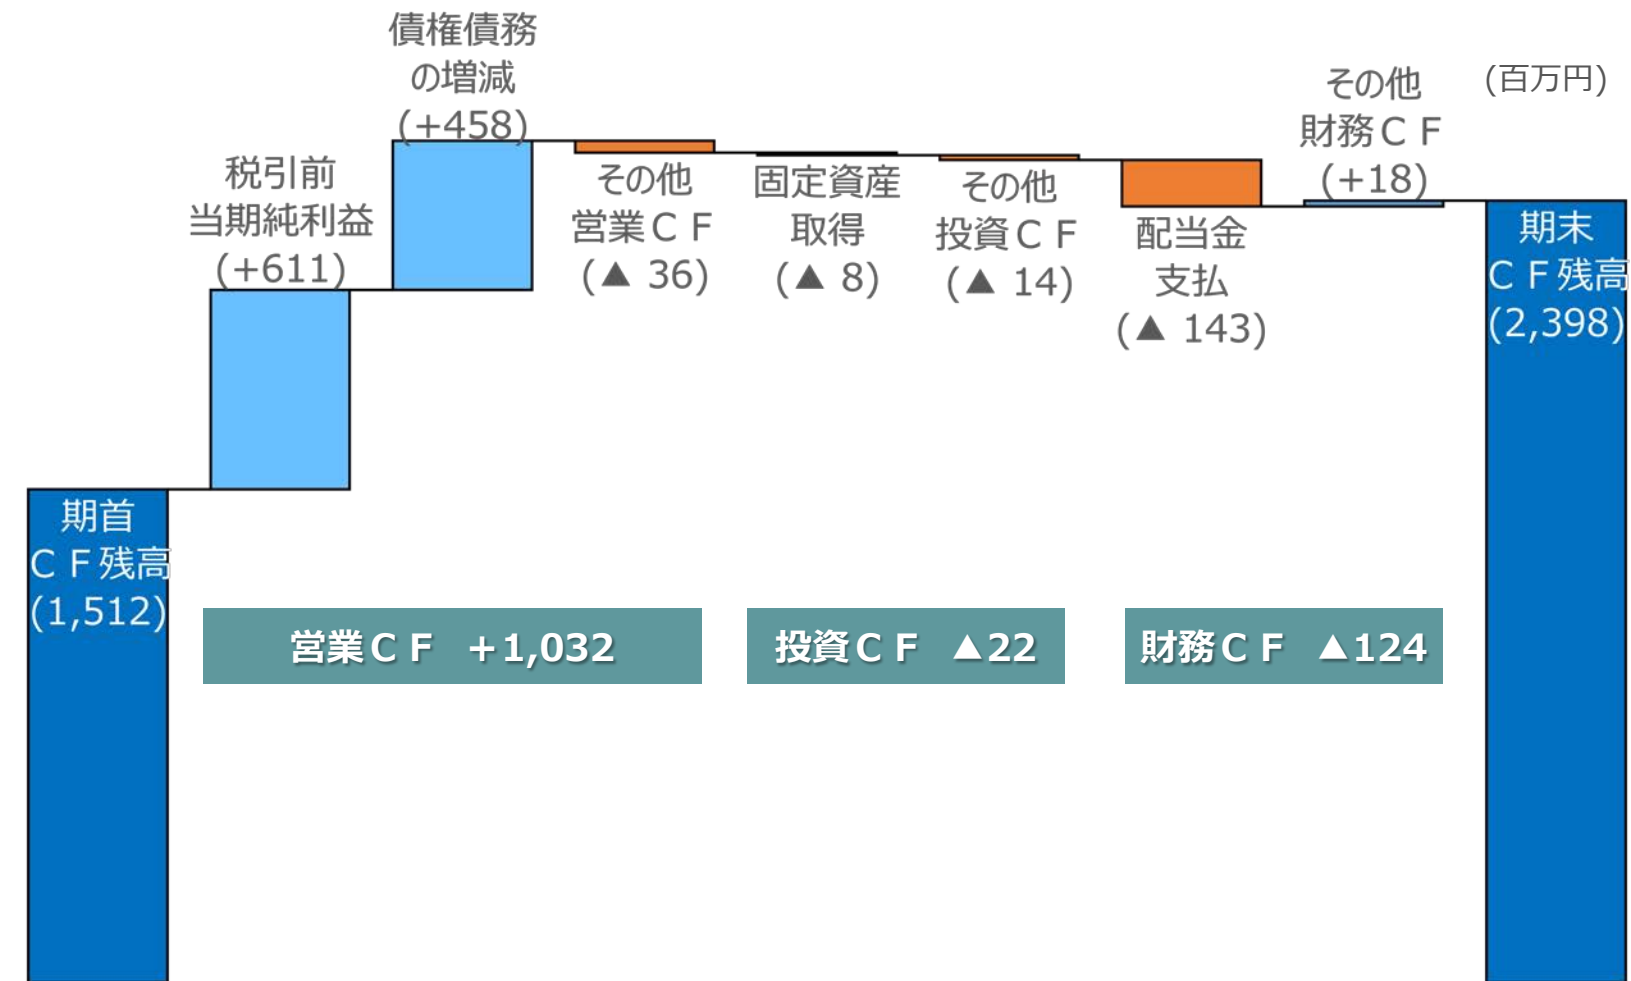 (百万円)
期首
ＣＦ残高
(1,512)
税引前
当期純利益
(+611)
債権債務
の増減
(+458)
その他
営業ＣＦ
(▲ 36)
固定資産
取得
(▲ 8)
その他
投資ＣＦ
(▲ 14)
配当金
支払
(▲ 143)
その他
財務ＣＦ
(+18)
期末
ＣＦ残高
(2,398)
営業ＣＦ +1,032
投資ＣＦ ▲22
財務ＣＦ ▲124